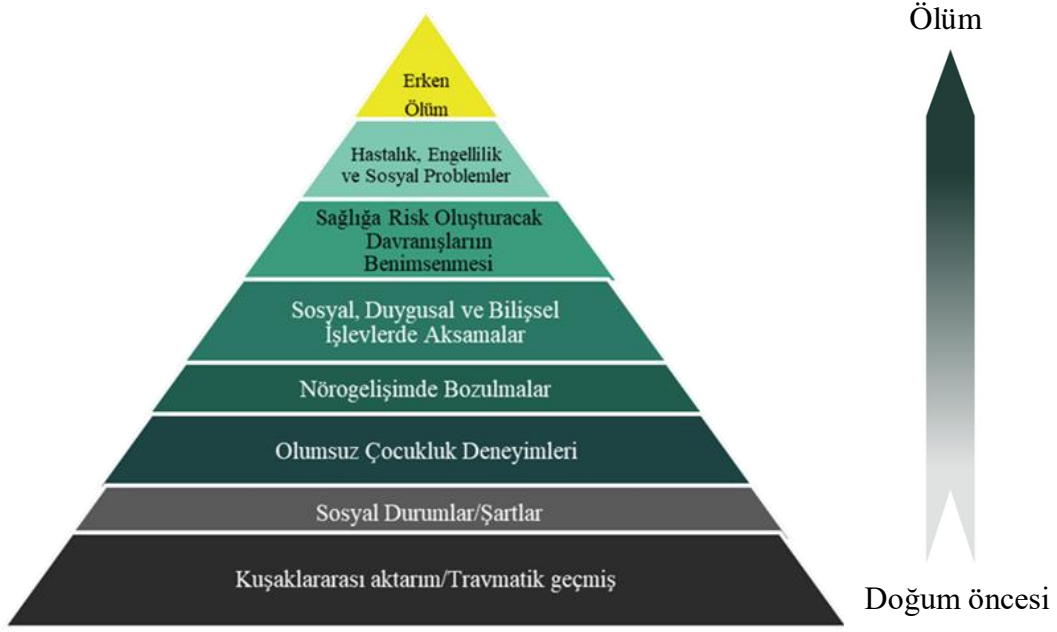 Ölüm
Erken
Ölüm
Hastalık, Engellilik
ve Sosyal Problemler
Sağlığa Risk Oluşturacak
Davranışlarıın
Benimsenmesi
Sosyal, Duygusal ve Bilişsel
İşlevlerde Aksamalar
Nörogelişimde Bozulmalar
Olumsuz Çocukluk Deneyimleri
Sosyal Durumlar/Şartlar
Kuşaklararası aktarım/Travmatik geçmiş
Doğum öncesi